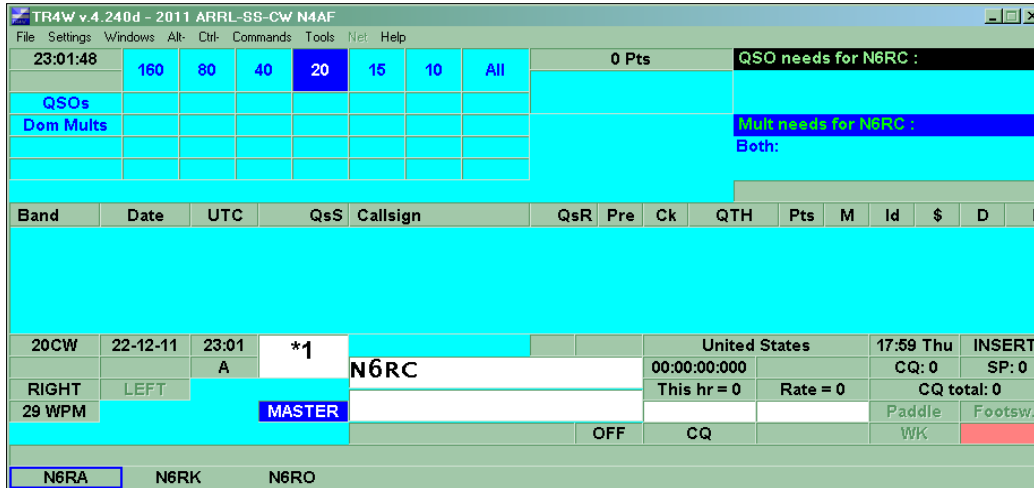 TR4W v.4.240d - 2011 ARRL-SS-CW N4AF
File Settings Windows Alt- Ctrl- Commands Tools Net Help
23:01:48 160 80 40 20 15 10 All 0 Pts QSO needs for N6RC :
QSOs
Dom Mults Mult needs for N6RC :
Both:
Band Date UTC QsS Callsign QsR Pre Ck QTH Pts M Id $ D
20CW 22-12-11 23:01 *1 United States 17:59 Thu INSERT
A N6RC 00:00:00:000 CQ: 0 SP: 0
RIGHT LEFT This hr = 0 Rate = 0 CQ total: 0
29 WPM MASTER Paddle Footsw.
OFF CQ WK
N6RA N6RK N6RO